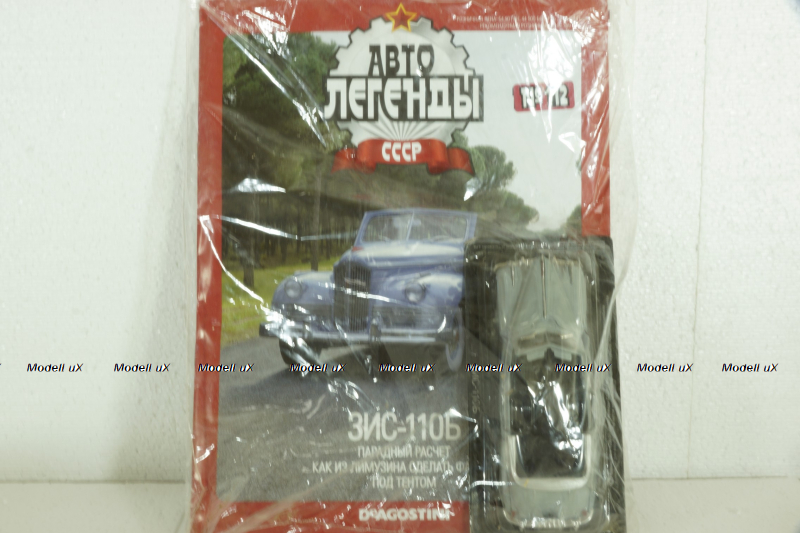 АВТО
ЛЕГЕНДЫ
СССР
Modell uX Modell uX Modell uX Modell uX Modell uX Modell uX Modell uX Modell uX Modell uX
ЗИС-110Б
ПАРАДНЫЙ РАСЧЕТ
КАК ИЗ ЛИМУЗИНА СДЕЛАТЬ
ПОД ТЕНТОМ
DEAGOSTINI